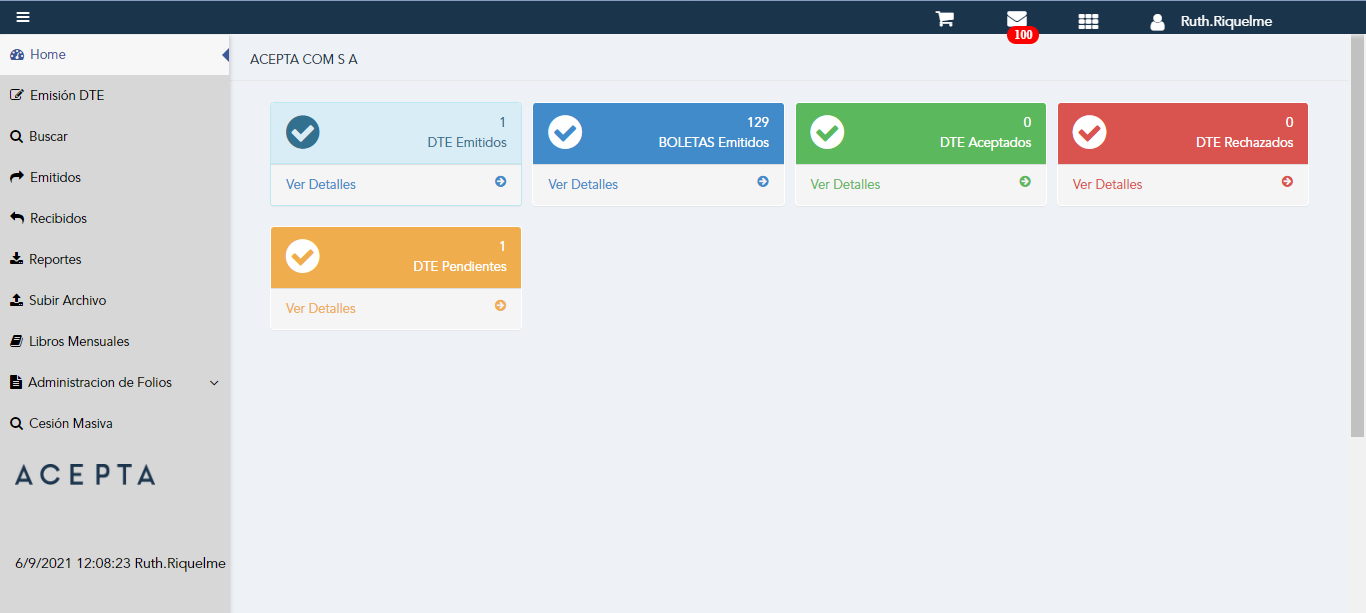 Ruth.Riquelme
100
Home
ACEPTA COM S A
Emisión DTE
Buscar
Emitidos
Recibidos
Reportes
Subir Archivo
Libros Mensuales
Administracion de Folios
Cesión Masiva
ACEPTA
6/9/2021 12:08:23 Ruth.Riquelme
1
DTE Emitidos
Ver Detalles
129
BOLETAS Emitidos
Ver Detalles
0
DTE Aceptados
Ver Detalles
0
DTE Rechazados
Ver Detalles
1
DTE Pendientes
Ver Detalles